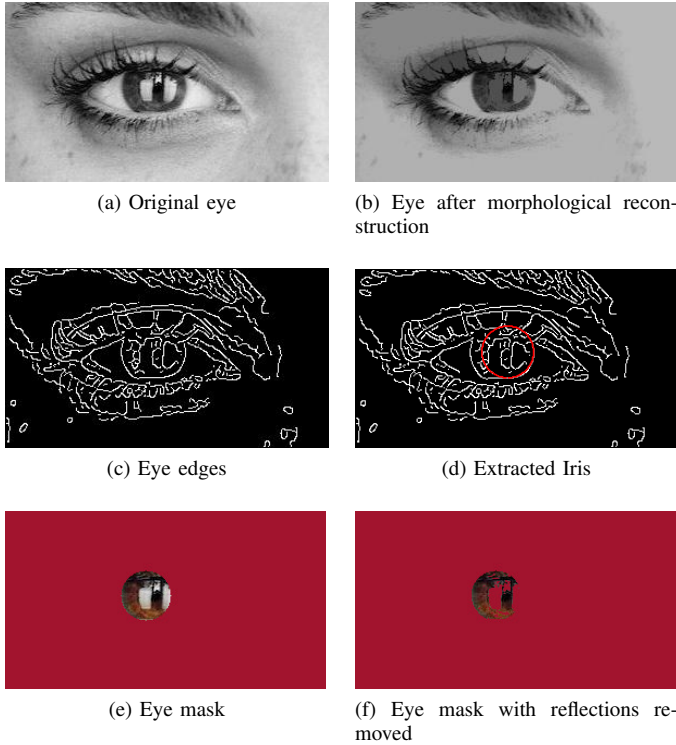 (a) Original eye
(b) Eye after morphological recon-
struction
(c) Eye edges
(d) Extracted Iris
(e) Eye mask
(f) Eye mask with reflections re-
moved